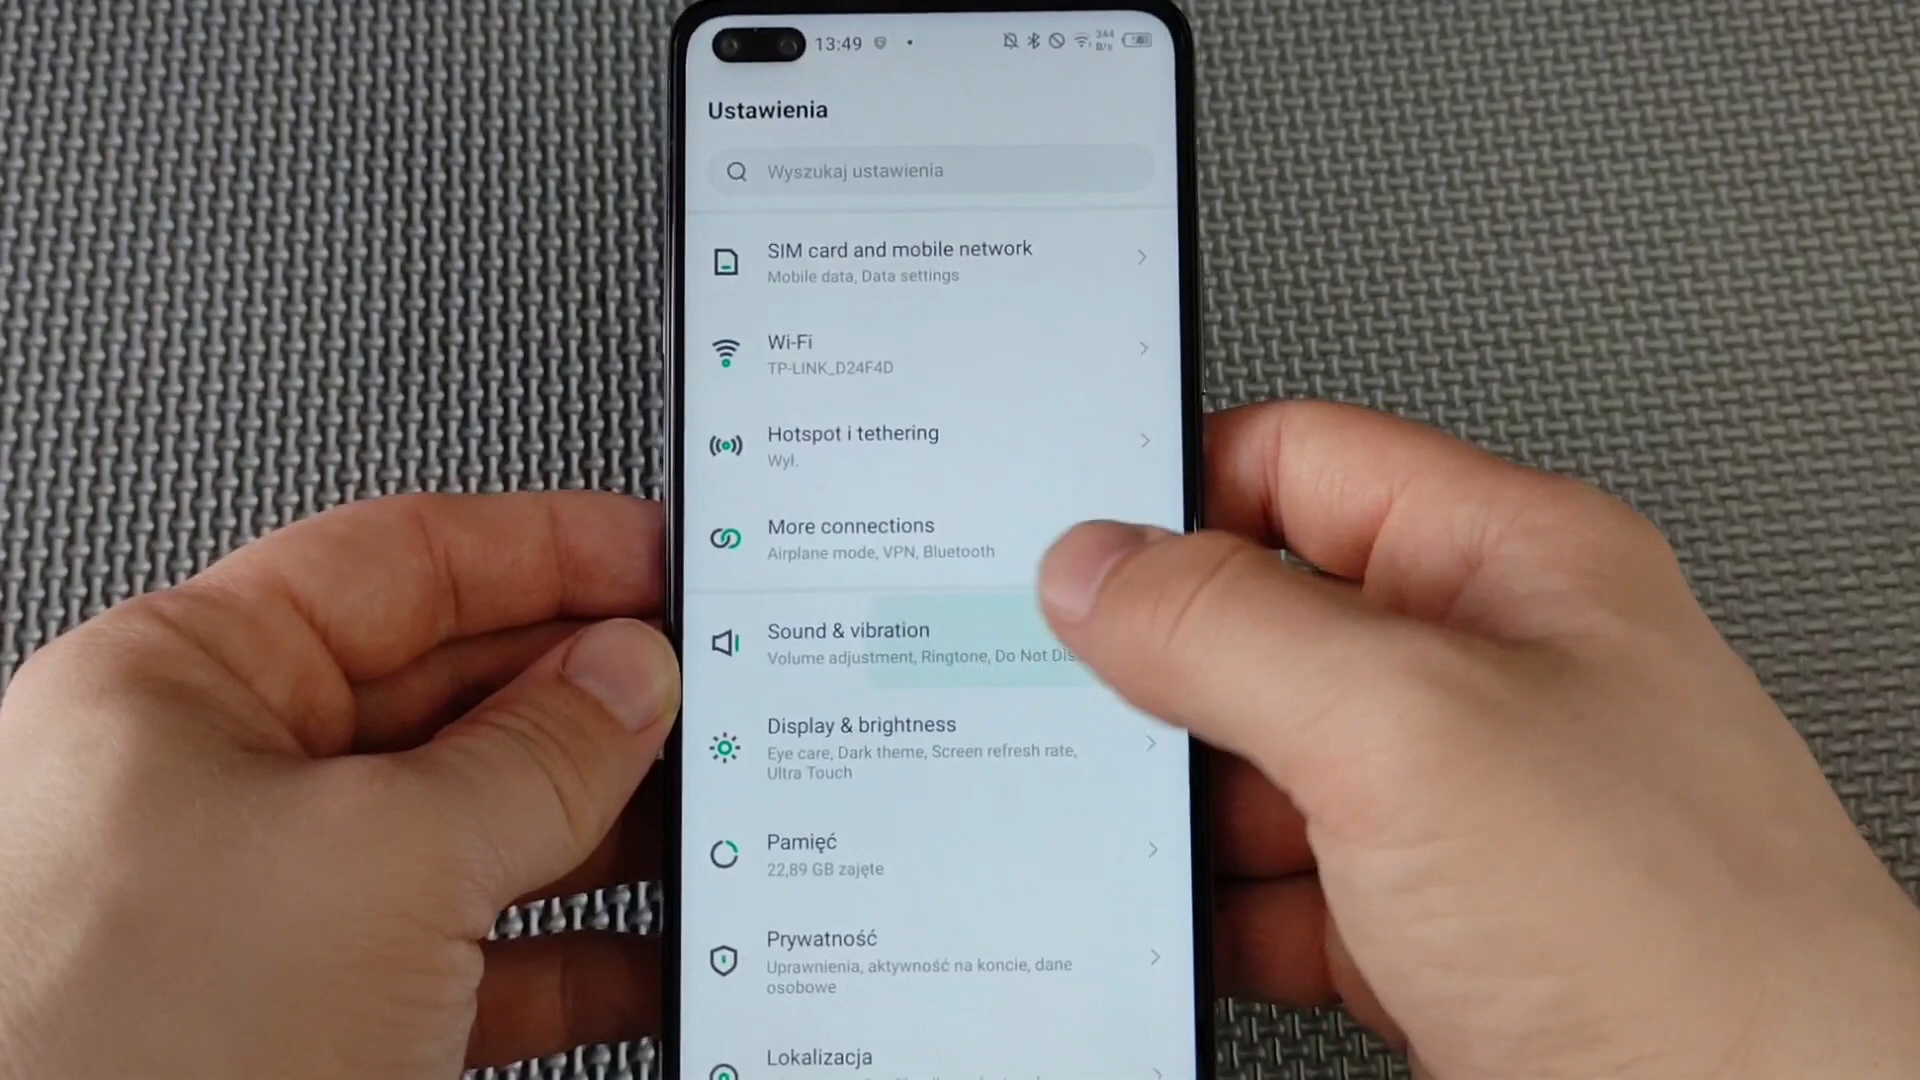 13:49
344
B/s
Ustawienia
Wyszukaj ustawienia
SIM card and mobile network
Mobile data, Data settings
Wi-Fi
TP-LINK_D24F4D
Hotspot i tethering
Wył.
More connections
Airplane mode, VPN, Bluetooth
Sound & vibration
Volume adjustment, Ringtone, Do Not Dis
Display & brightness
Eye care, Dark theme, Screen refresh rate,
Ultra Touch
Pamięć
22,89 GB zajęte
Prywatność
Uprawnienia, aktywność na koncie, dane
osobowe
Lokalizacja